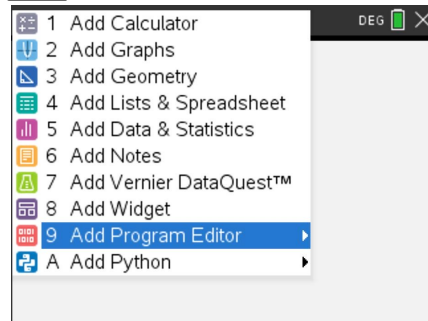 DEG
1 Add Calculator
2 Add Graphs
3 Add Geometry
4 Add Lists & Spreadsheet
5 Add Data & Statistics
6 Add Notes
7 Add Vernier DataQuest™
8 Add Widget
9 Add Program Editor
A Add Python